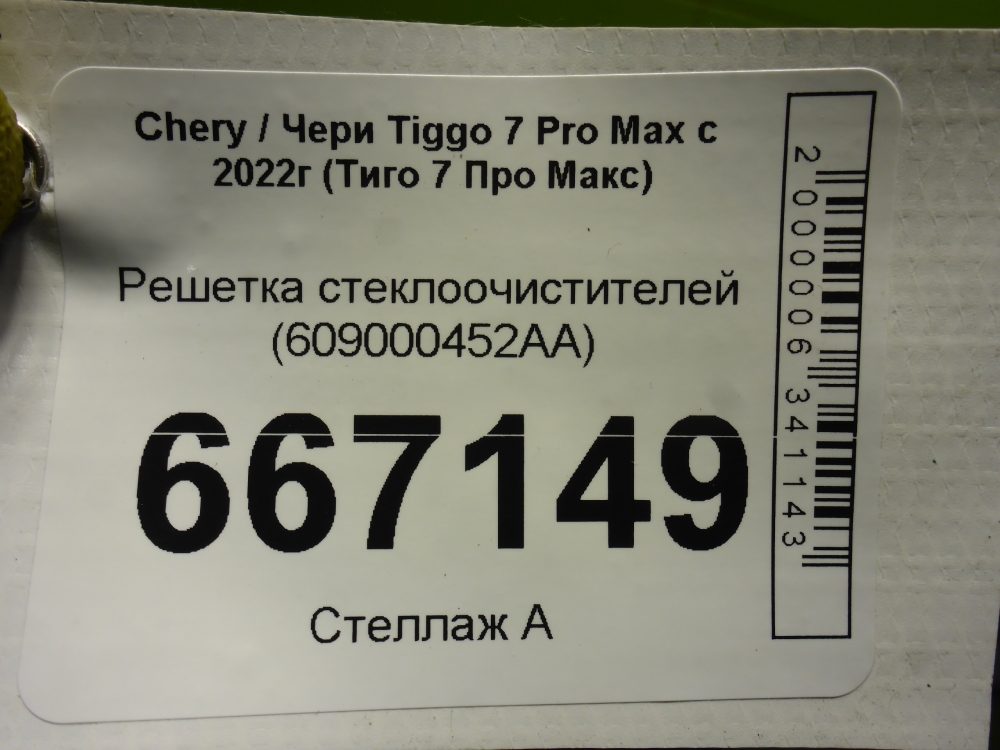 Chery / Чери Tiggo 7 Pro Max с
2022г (Тиго 7 Про Макс)
Решетка стеклоочистителей
(609000452AA)
667149
Стеллаж А
2000006341143